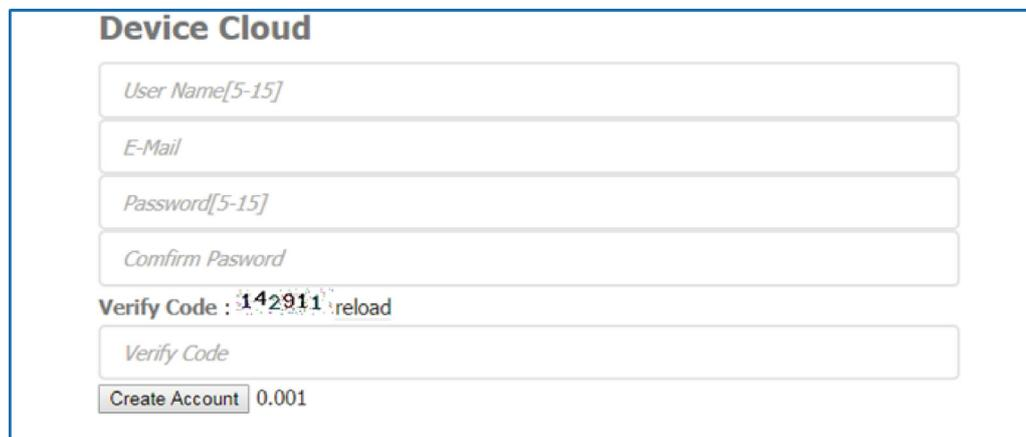 Device Cloud
User Name[5-15]
E-Mail
Password[5-15]
Comfirm Pasword
Verify Code : 142911 reload
Verify Code
Create Account 0.001